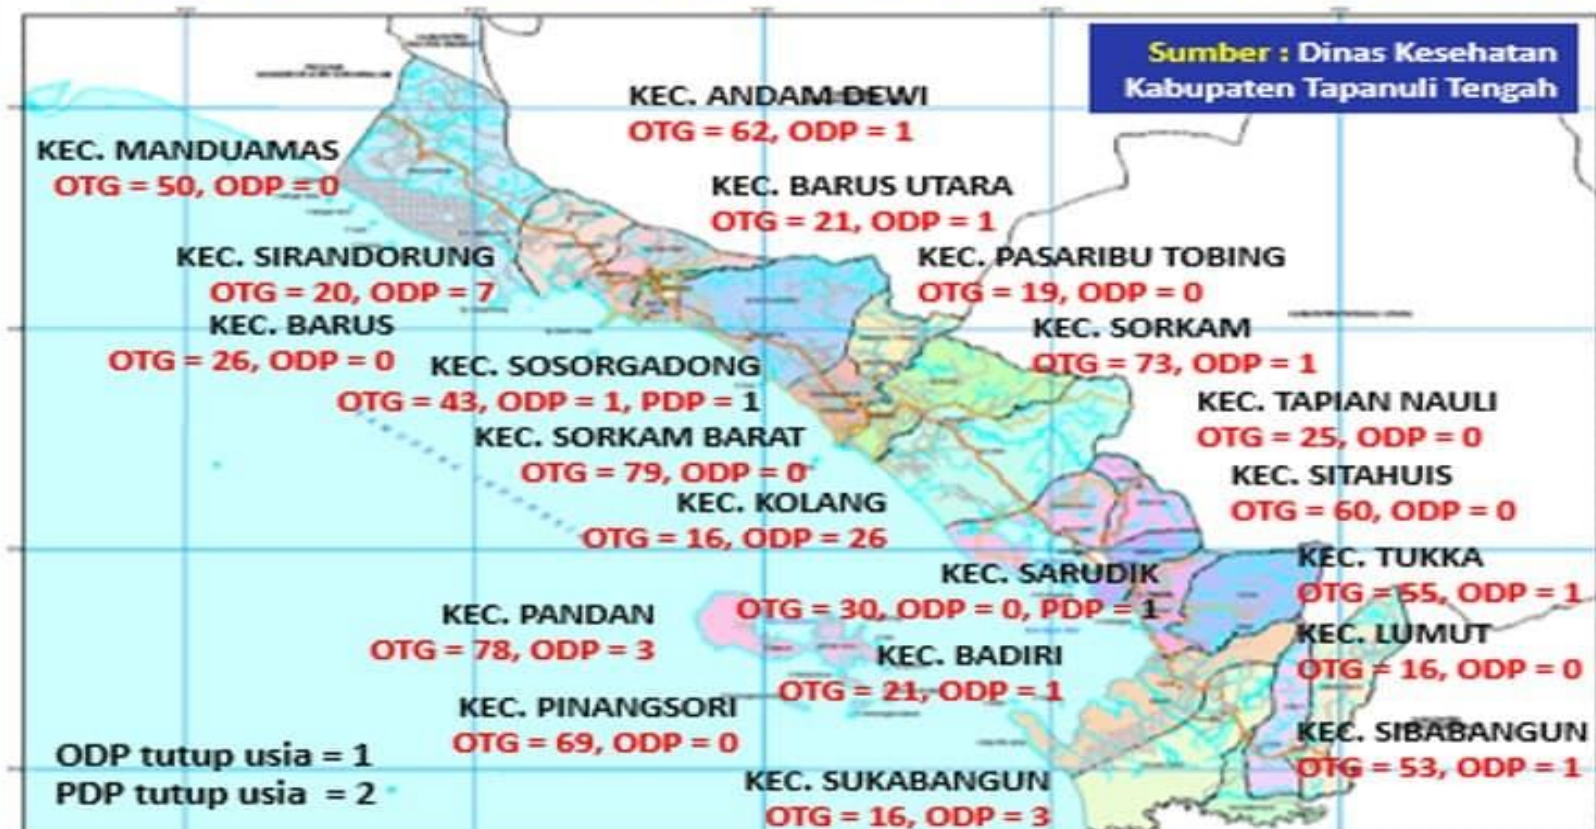 Sumber : Dinas Kesehatan
Kabupaten Tapanuli Tengah
KEC. ANDAM DEWI
OTG = 62, ODP = 1
KEC. MANDUAMAS
OTG = 50, ODP = 0
KEC. BARUS UTARA
OTG = 21, ODP = 1
KEC. SIRANDORUNG
OTG = 20, ODP = 7
KEC. PASARIBU TOBING
OTG = 19, ODP = 0
KEC. BARUS
OTG = 26, ODP = 0
KEC. SORKAM
OTG = 73, ODP = 1
KEC. SOSORGADONG
OTG = 43, ODP = 1, PDP = 1
KEC. TAPIAN NAULI
OTG = 25, ODP = 0
KEC. SORKAM BARAT
OTG = 79, ODP = 0
KEC. SITAHUIS
OTG = 60, ODP = 0
KEC. KOLANG
OTG = 16, ODP = 26
KEC. TUKKA
OTG = 55, ODP = 1
KEC. SARUDIK
OTG = 30, ODP = 0, PDP = 1
KEC. PANDAN
OTG = 78, ODP = 3
KEC. LUMUT
OTG = 16, ODP = 0
KEC. BADIRI
OTG = 21, ODP = 1
KEC. PINANGSORI
OTG = 69, ODP = 0
KEC. SIBABANGUN
OTG = 53, ODP = 1
ODP tutup usia = 1
PDP tutup usia = 2
KEC. SUKABANGUN
OTG = 16, ODP = 3